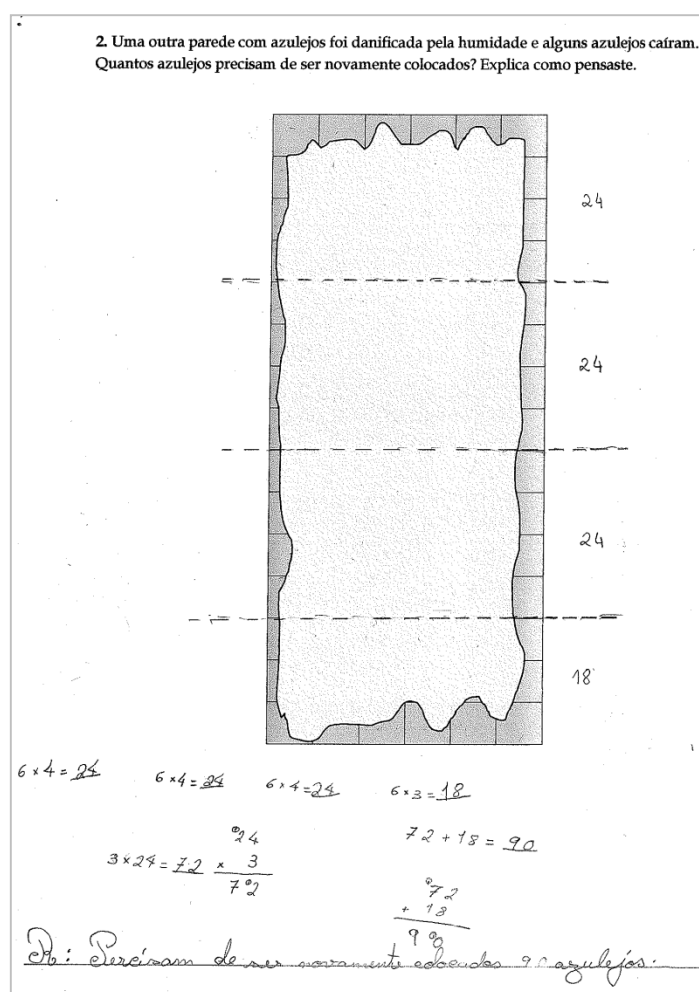 2. Uma outra parede com azulejos foi danificada pela humidade e alguns azulejos caíram.
Quantos azulejos precisam de ser novamente colocados? Explica como pensaste.
24
24
24
18
6 × 4 = 24 6 × 4 = 24 6 × 4 = 24 6 × 3 = 18
3 × 24 = 72
24
× 3
72
72 + 18 = 90
72
+ 18
90
R: Percisam de ser novamente colocados 90 azulejos.